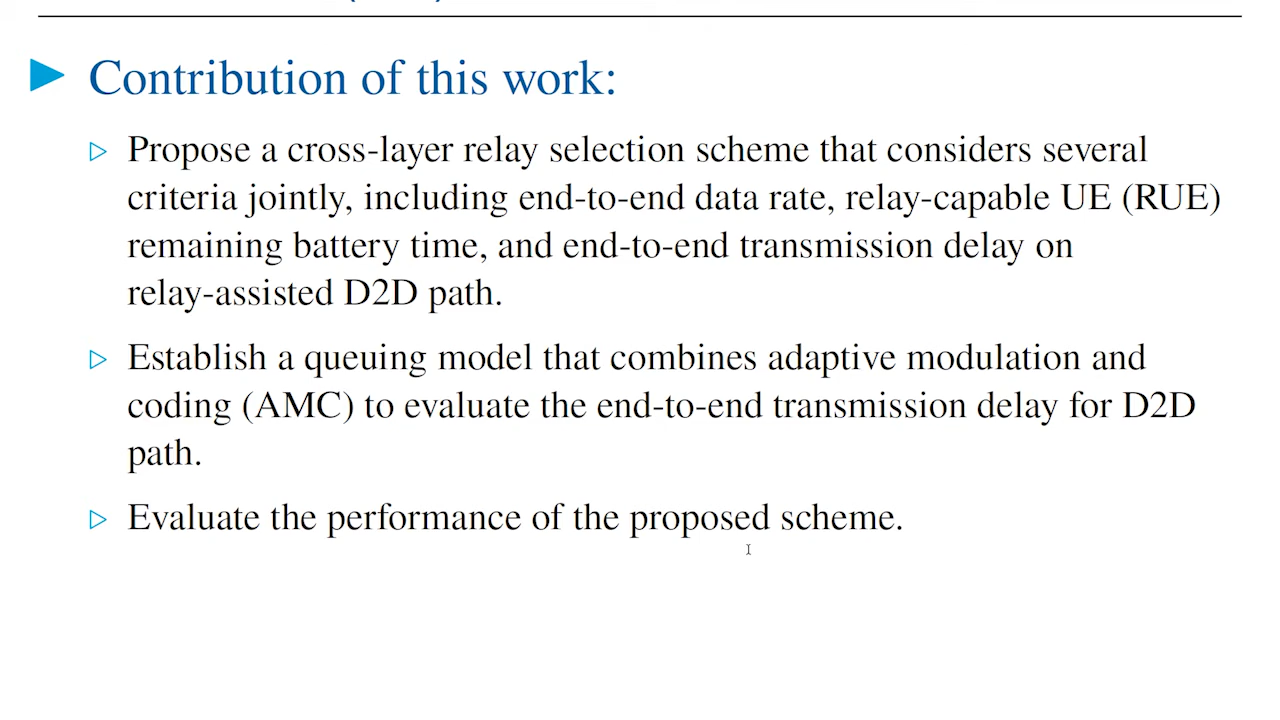 Contribution of this work:
Propose a cross-layer relay selection scheme that considers several
criteria jointly, including end-to-end data rate, relay-capable UE (RUE)
remaining battery time, and end-to-end transmission delay on
relay-assisted D2D path.
Establish a queuing model that combines adaptive modulation and
coding (AMC) to evaluate the end-to-end transmission delay for D2D
path.
Evaluate the performance of the proposed scheme.